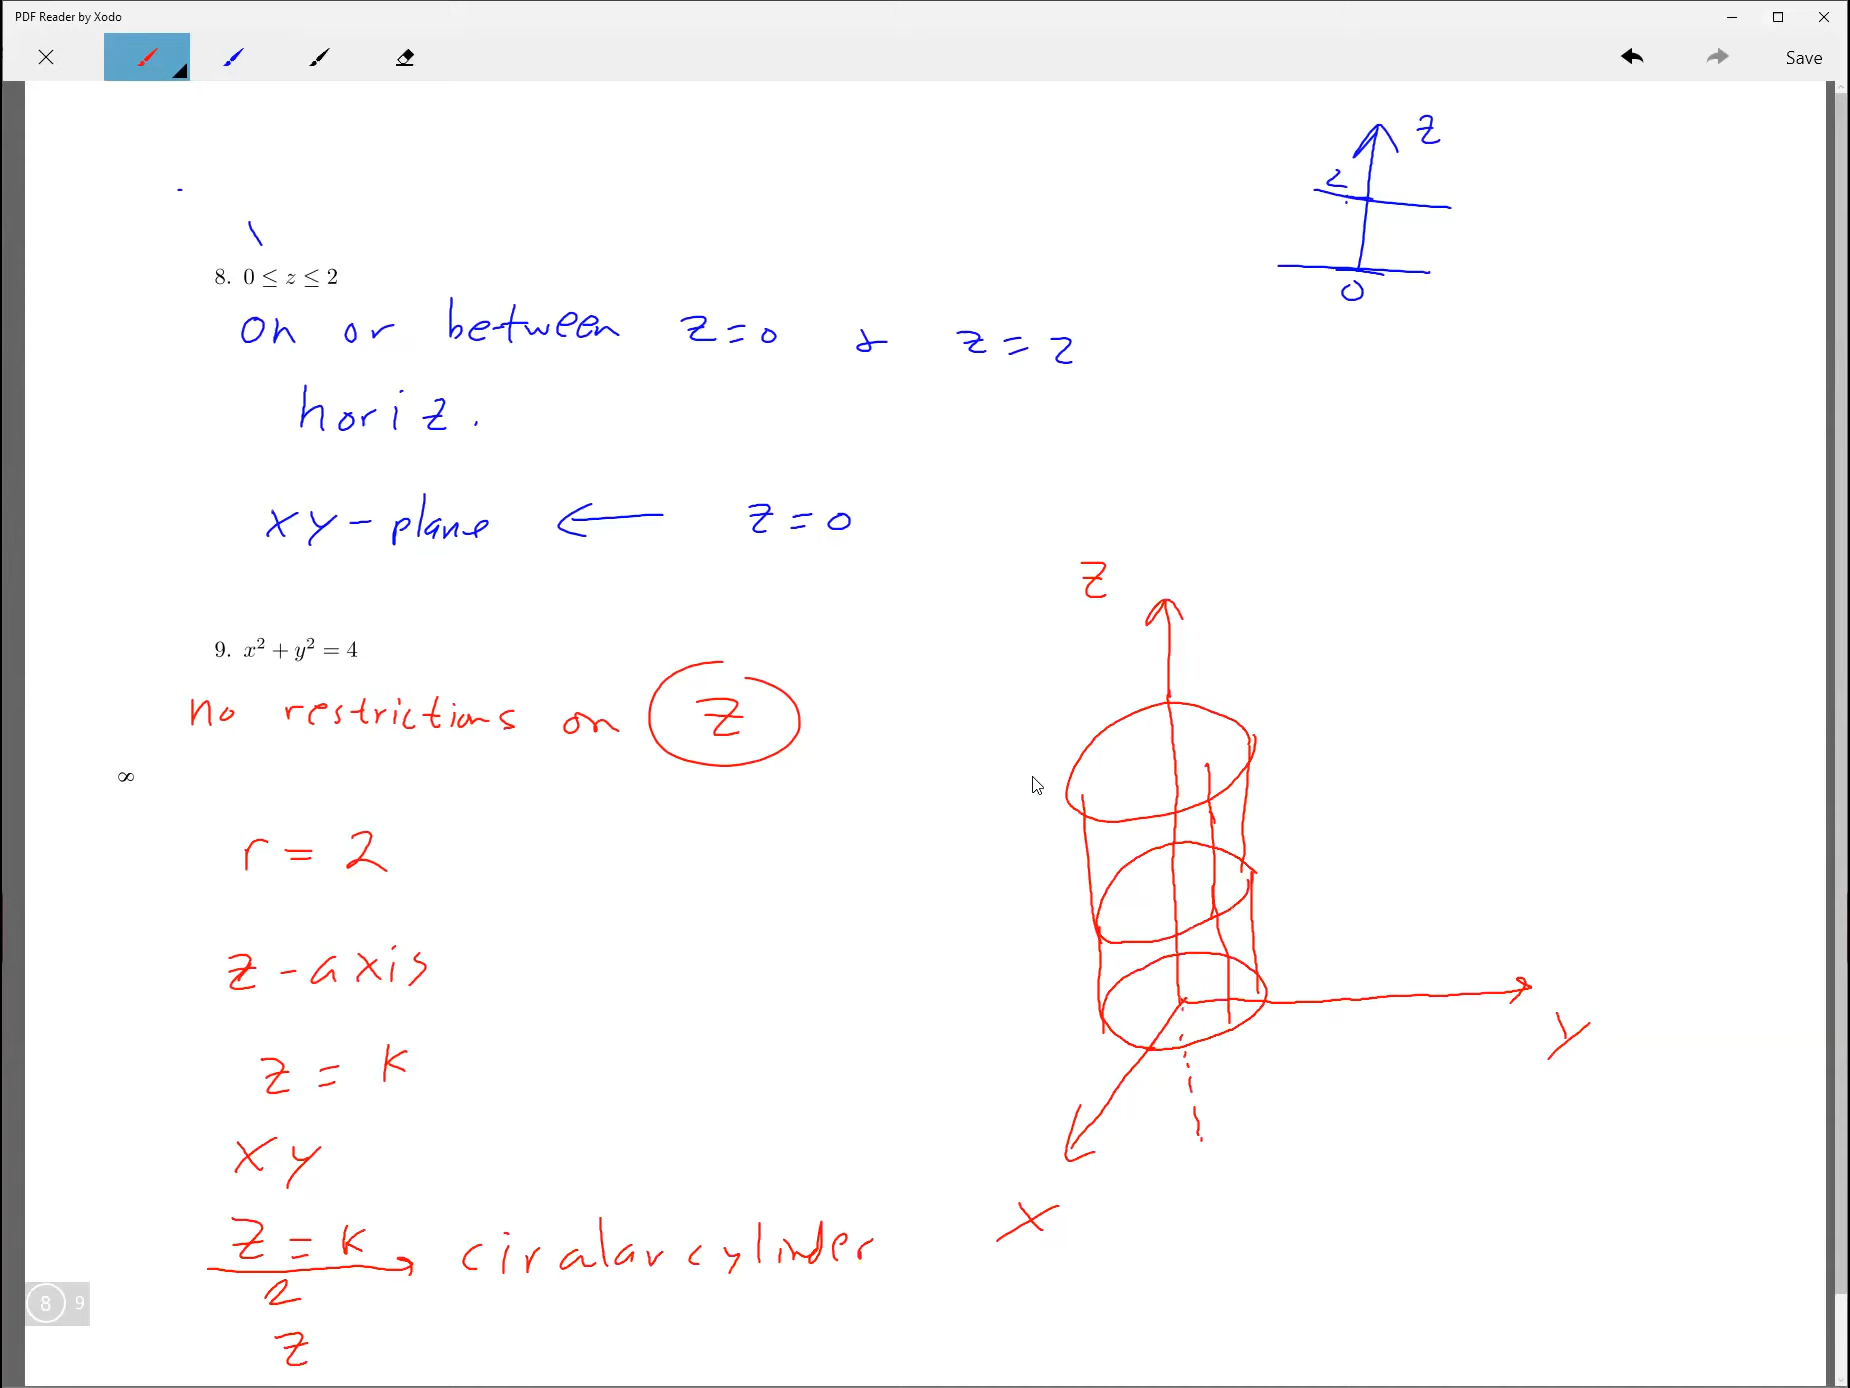 PDF Reader by Xodo
Save
z
2
0
8. 0 ≤ z ≤ 2
on or between z=0 & z=2
horiz.
xy-plane ← z=0
z
9. x² + y² = 4
no restrictions on z
∞
r = 2
z-axis
y
z = k
xy
x
z = k → ciralar cylinder
2
z
8 9